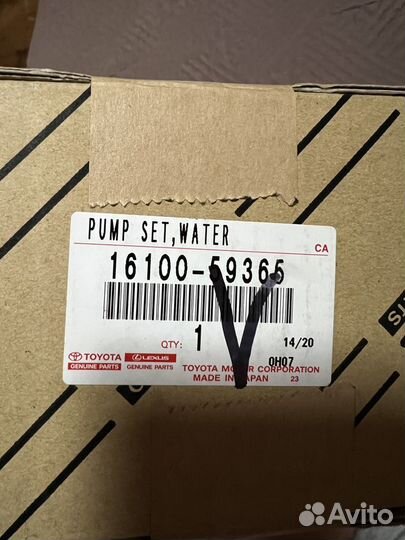 PUMP SET,WATER
CA
16100-59365
QTY: 1
14/20
0H07
TOYOTA GENUINE PARTS
LEXUS GENUINE PARTS
TOYOTA MOTOR CORPORATION
MADE IN JAPAN 23
TS
Avito